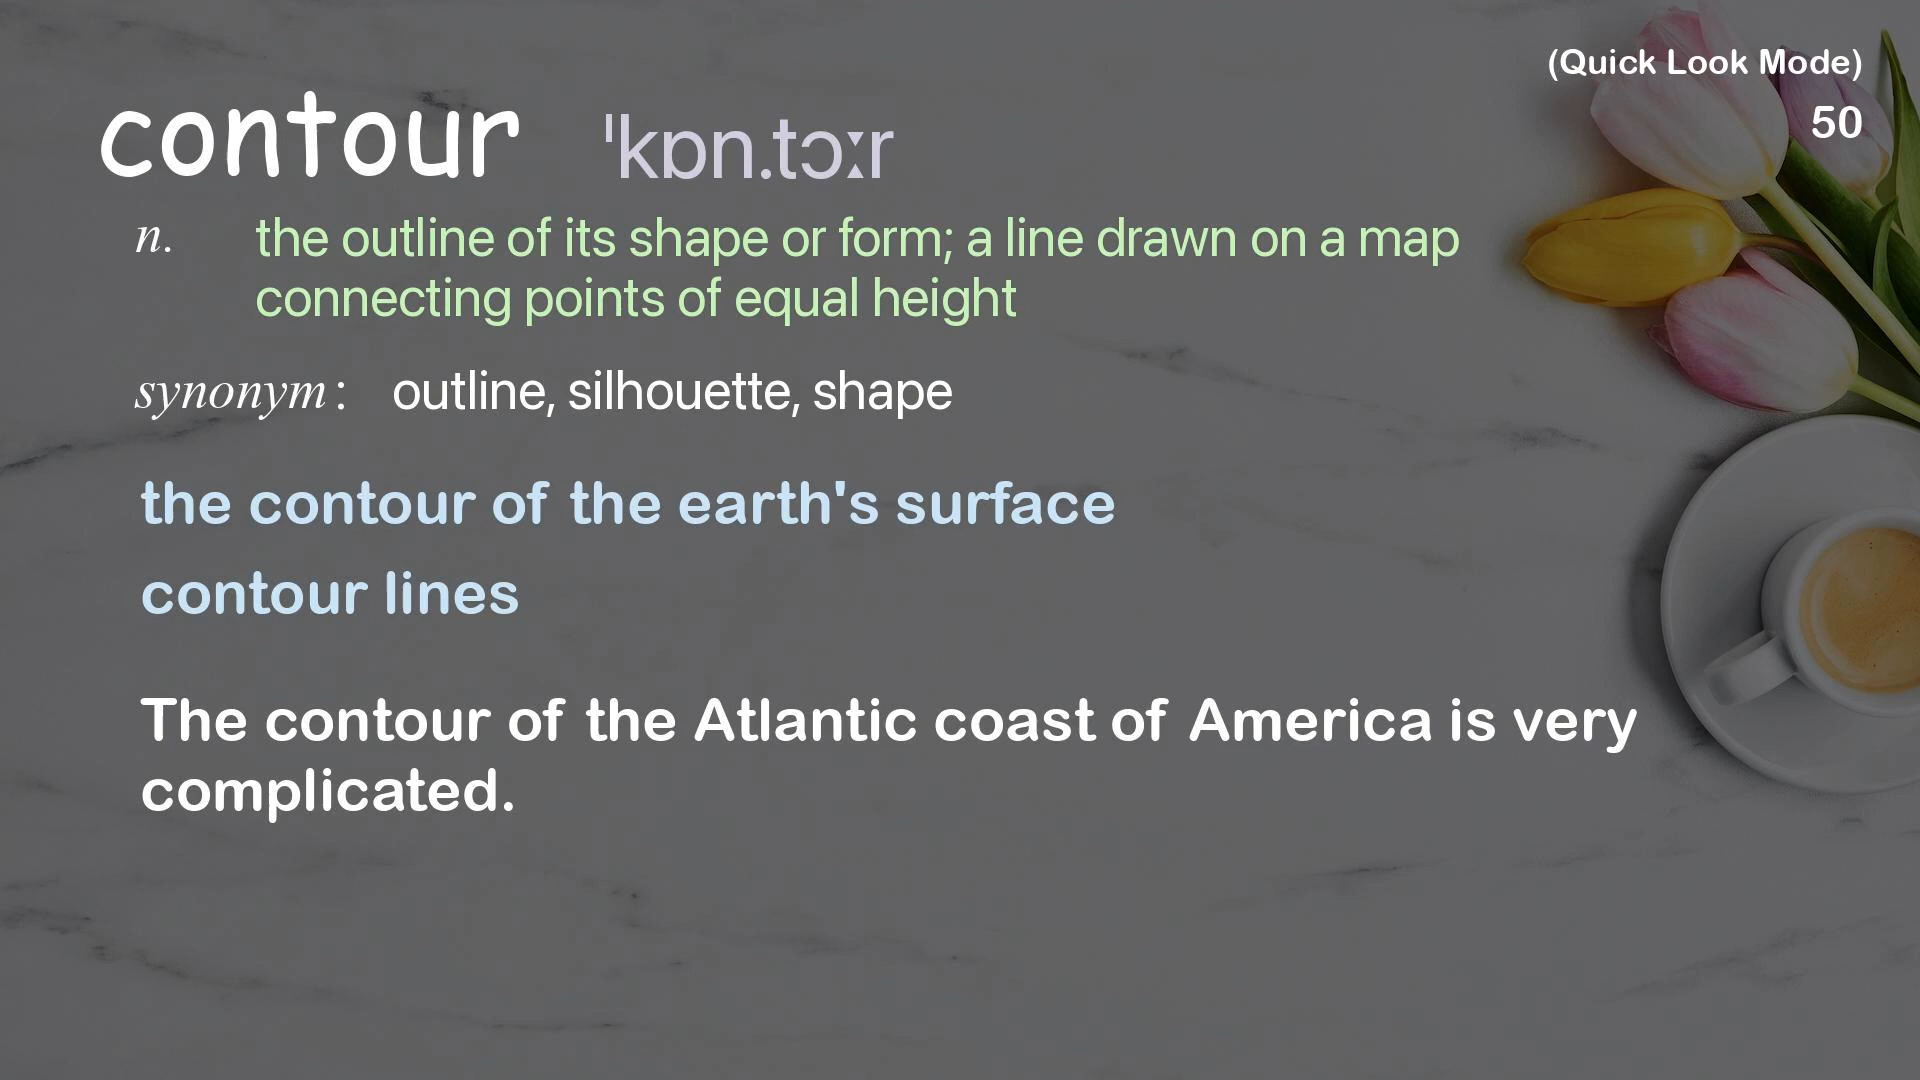 (Quick Look Mode)
50
contour ˈkɒn.tɔːr
n. the outline of its shape or form; a line drawn on a map
connecting points of equal height
synonym: outline, silhouette, shape
the contour of the earth's surface
contour lines
The contour of the Atlantic coast of America is very
complicated.